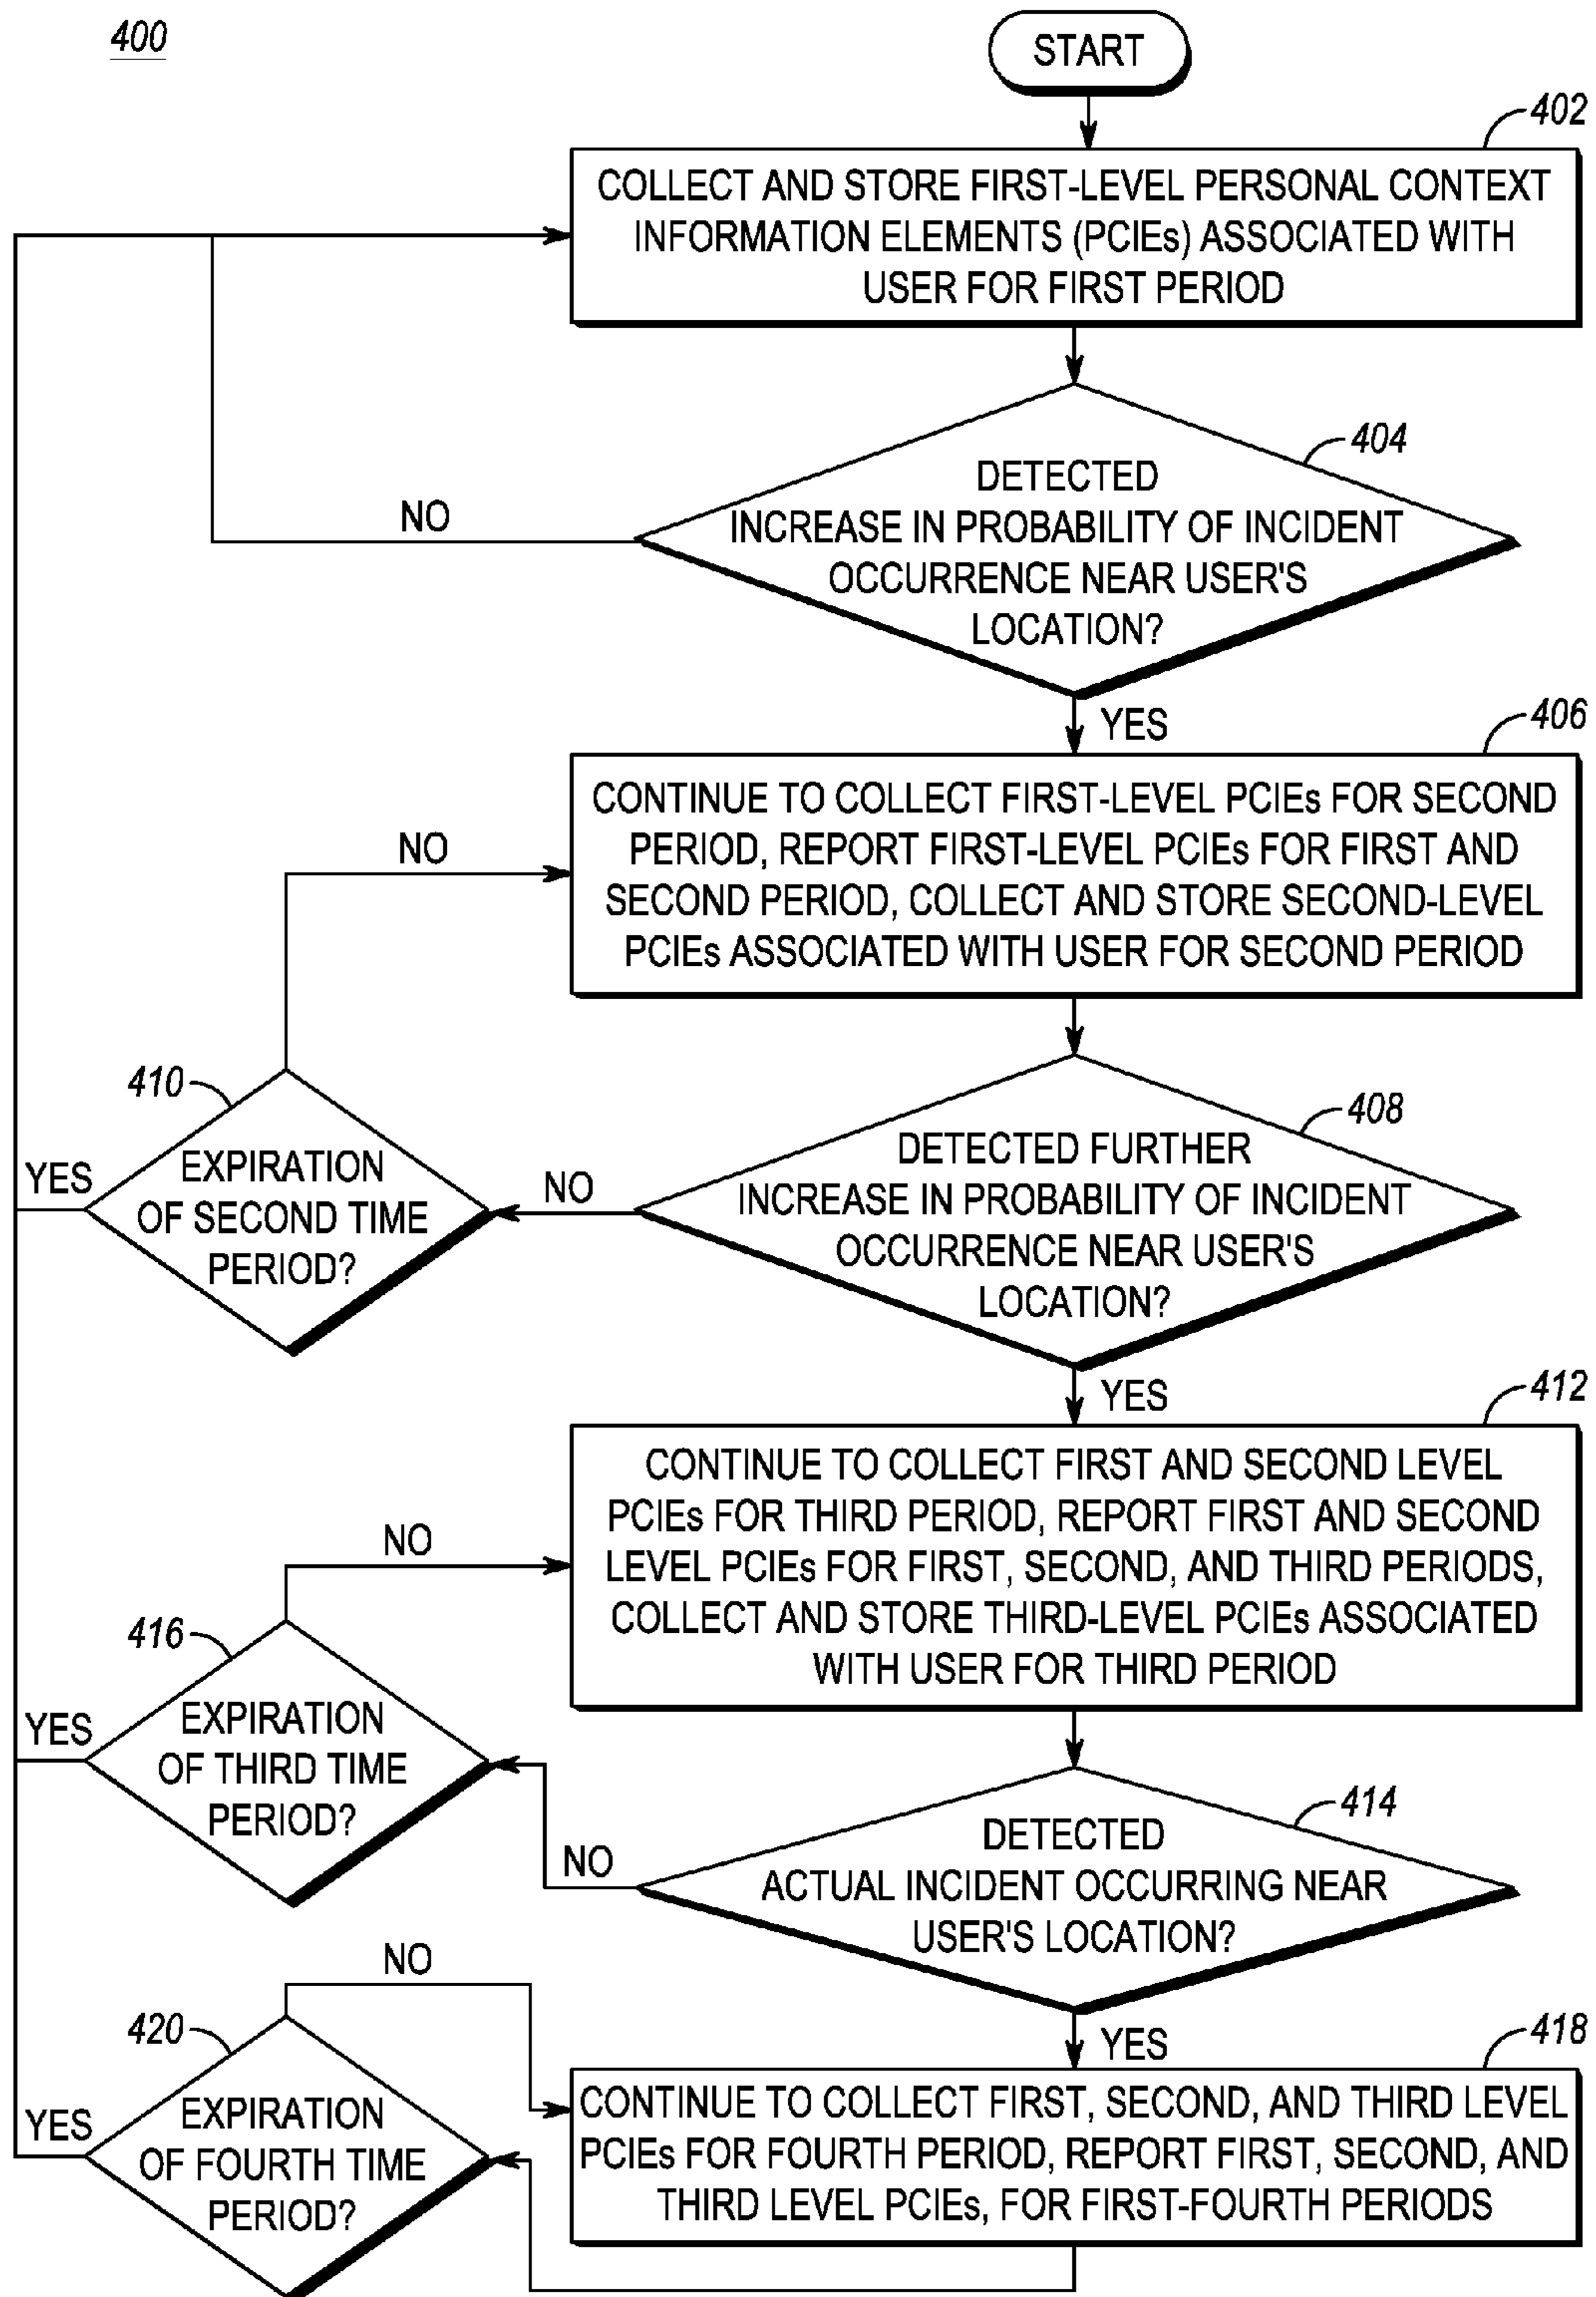 400
START
402
COLLECT AND STORE FIRST-LEVEL PERSONAL CONTEXT
INFORMATION ELEMENTS (PCIEs) ASSOCIATED WITH
USER FOR FIRST PERIOD
404
DETECTED
INCREASE IN PROBABILITY OF INCIDENT
OCCURRENCE NEAR USER'S
LOCATION?
NO
YES
406
CONTINUE TO COLLECT FIRST-LEVEL PCIEs FOR SECOND
PERIOD, REPORT FIRST-LEVEL PCIEs FOR FIRST AND
SECOND PERIOD, COLLECT AND STORE SECOND-LEVEL
PCIEs ASSOCIATED WITH USER FOR SECOND PERIOD
NO
410
EXPIRATION
OF SECOND TIME
PERIOD?
YES
NO
408
DETECTED FURTHER
INCREASE IN PROBABILITY OF INCIDENT
OCCURRENCE NEAR USER'S
LOCATION?
YES
412
CONTINUE TO COLLECT FIRST AND SECOND LEVEL
PCIEs FOR THIRD PERIOD, REPORT FIRST AND SECOND
LEVEL PCIEs FOR FIRST, SECOND, AND THIRD PERIODS,
COLLECT AND STORE THIRD-LEVEL PCIEs ASSOCIATED
WITH USER FOR THIRD PERIOD
NO
416
EXPIRATION
OF THIRD TIME
PERIOD?
YES
NO
414
DETECTED
ACTUAL INCIDENT OCCURRING NEAR
USER'S LOCATION?
YES
418
CONTINUE TO COLLECT FIRST, SECOND, AND THIRD LEVEL
PCIEs FOR FOURTH PERIOD, REPORT FIRST, SECOND, AND
THIRD LEVEL PCIEs, FOR FIRST-FOURTH PERIODS
NO
420
EXPIRATION
OF FOURTH TIME
PERIOD?
YES